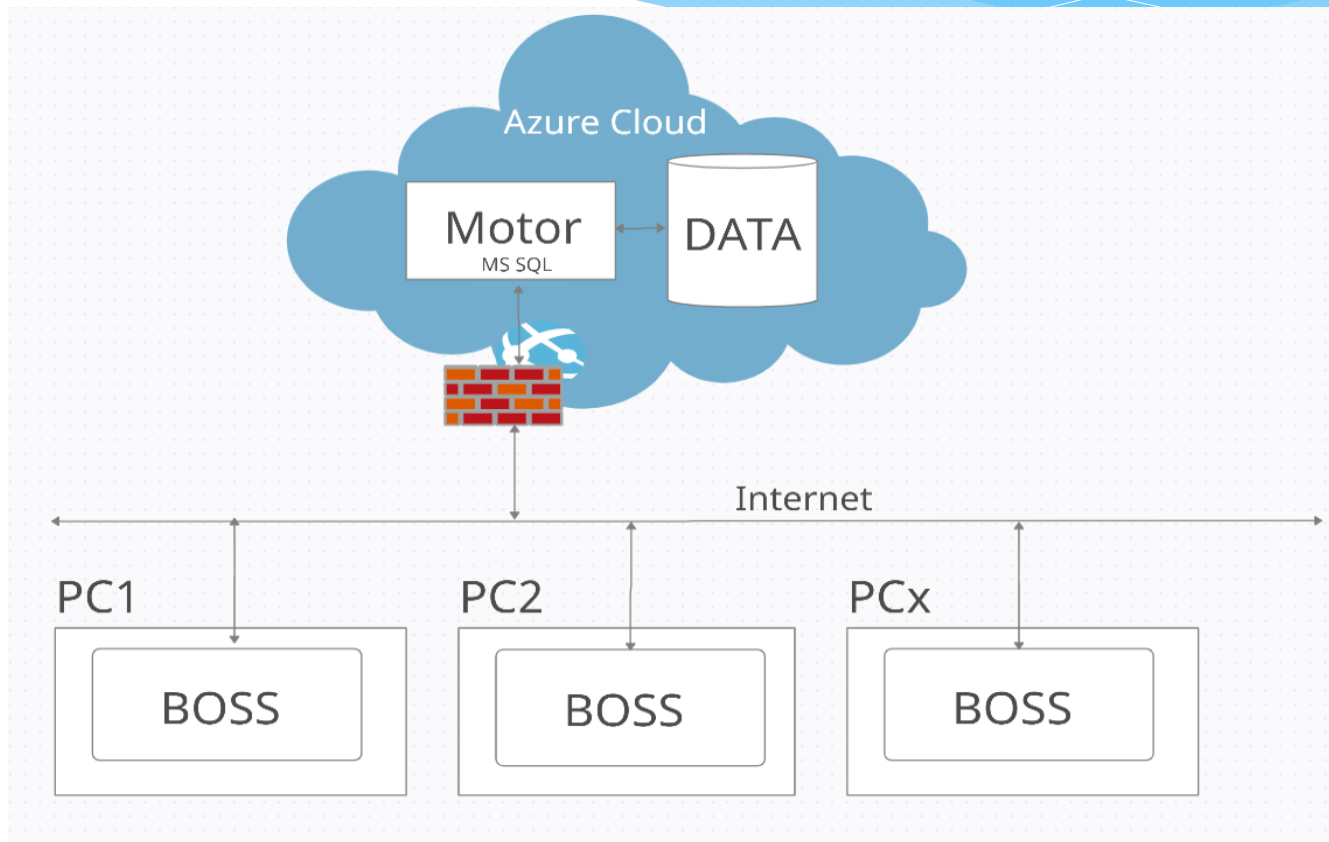 Azure Cloud
Motor
MS SQL
DATA
Internet
PC1
PC2
PCx
BOSS
BOSS
BOSS